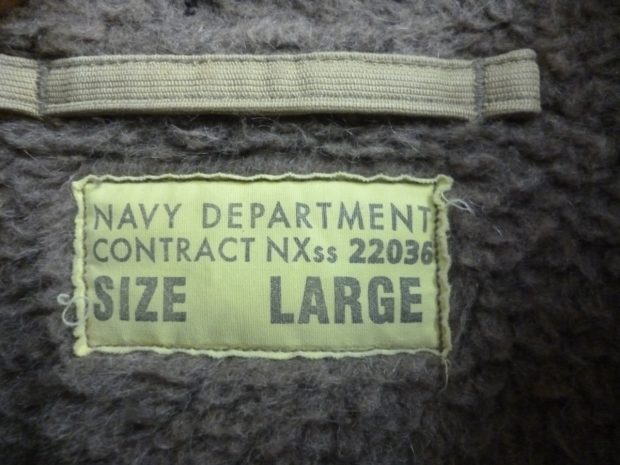 NAVY DEPARTMENT
CONTRACT NXss 22036
SIZE LARGE